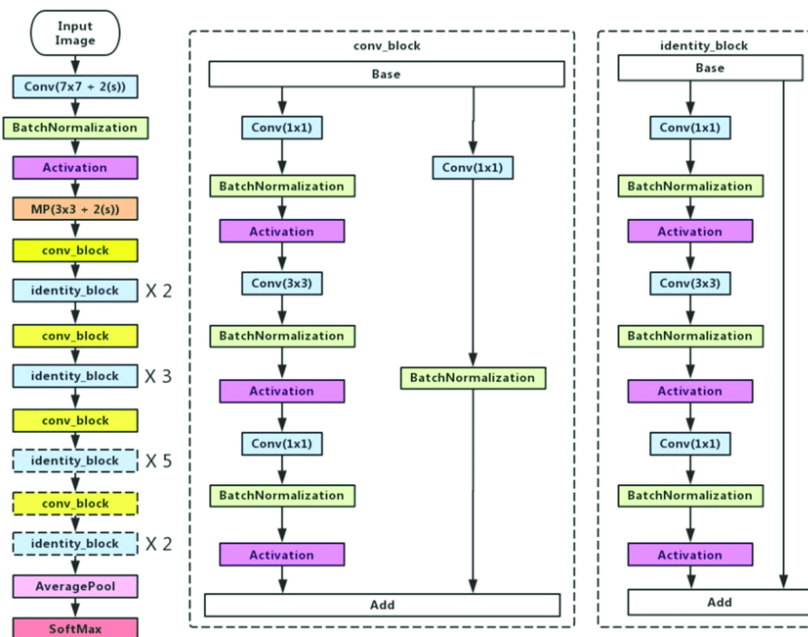 Input
Image
Conv(7x7 + 2(s))
BatchNormalization
Activation
MP(3x3 + 2(s))
conv_block
identity_block X 2
conv_block
identity_block X 3
conv_block
identity_block X 5
conv_block
identity_block X 2
AveragePool
SoftMax
conv_block
Base
Conv(1x1)
BatchNormalization
Activation
Conv(3x3)
BatchNormalization
Activation
Conv(1x1)
BatchNormalization
Activation
Conv(1x1)
BatchNormalization
Add
identity_block
Base
Conv(1x1)
BatchNormalization
Activation
Conv(3x3)
BatchNormalization
Activation
Conv(1x1)
BatchNormalization
Activation
Add